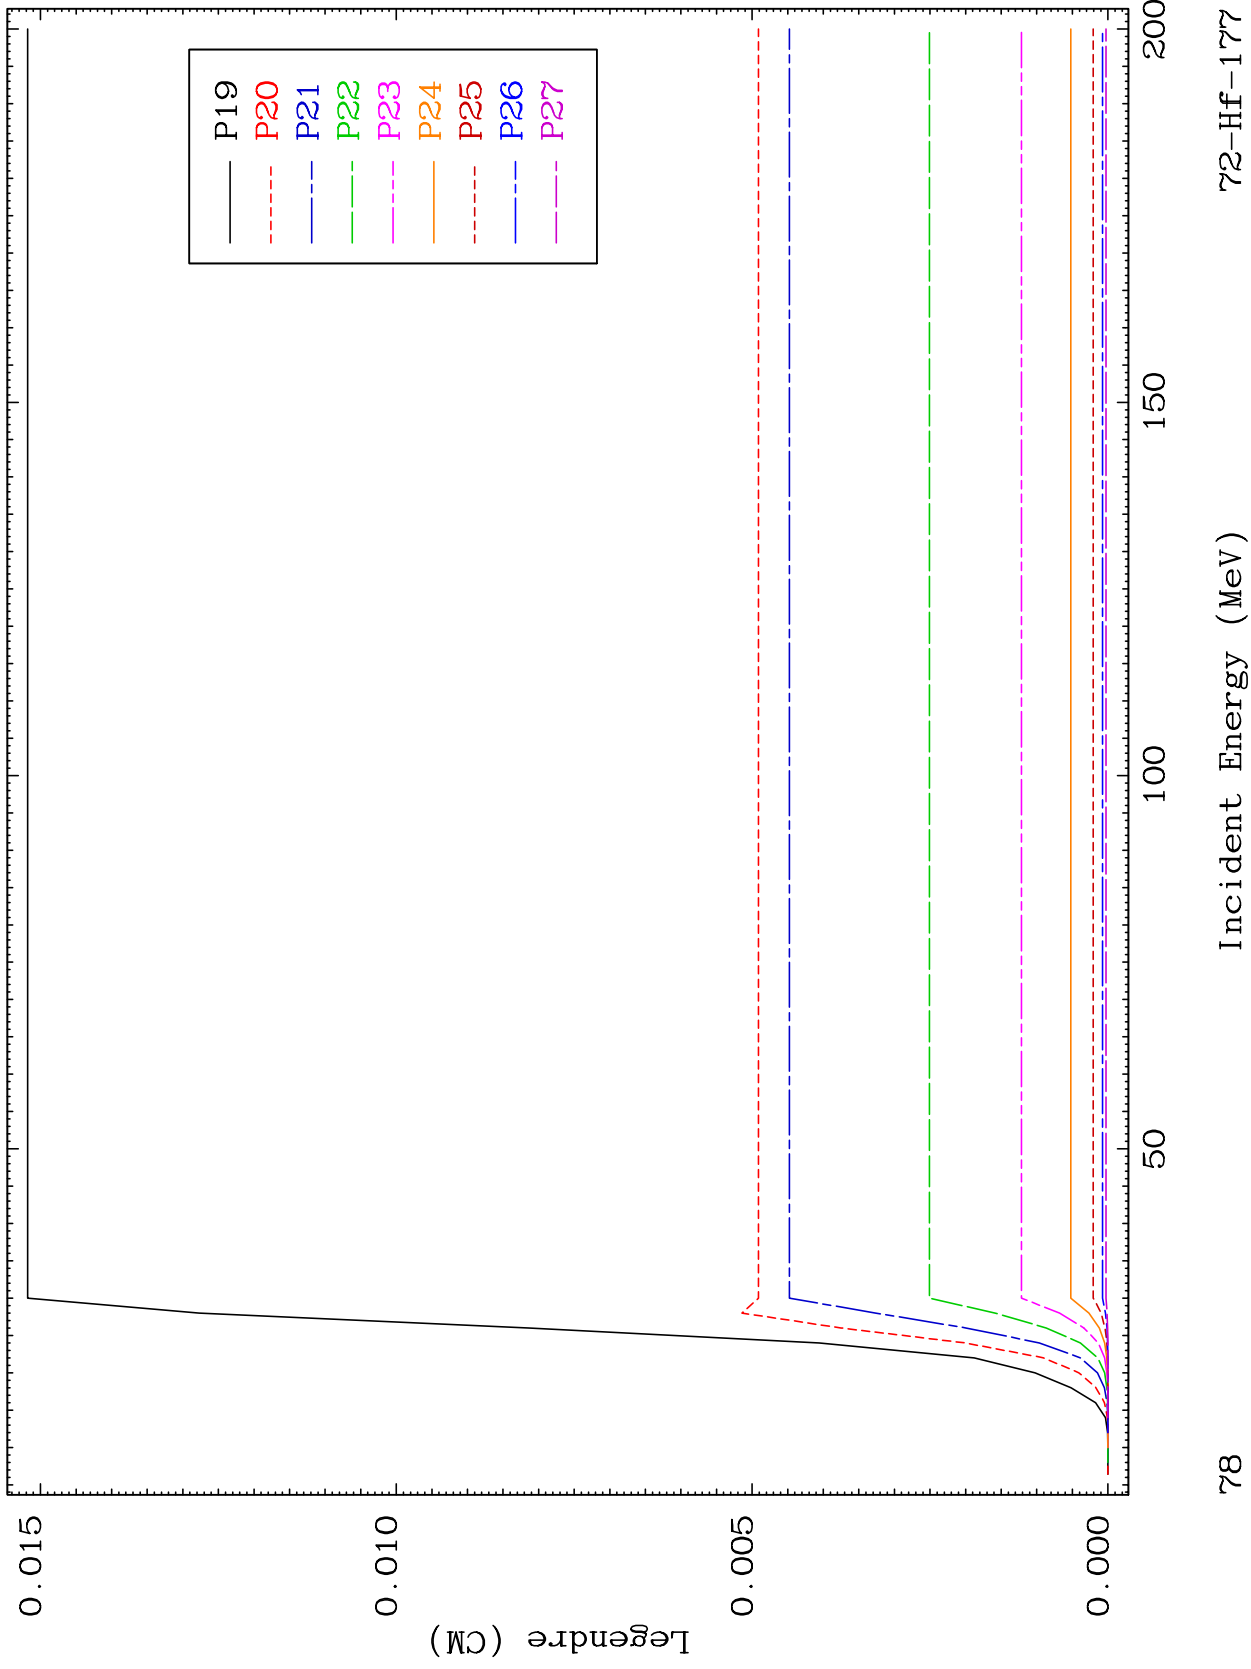 P19
P20
P21
P22
P23
P24
P25
P26
P27
0.015
0.010
0.005
0.000
Legendre (CM)
50
100
150
200
Incident Energy (MeV)
78
72-Hf-177